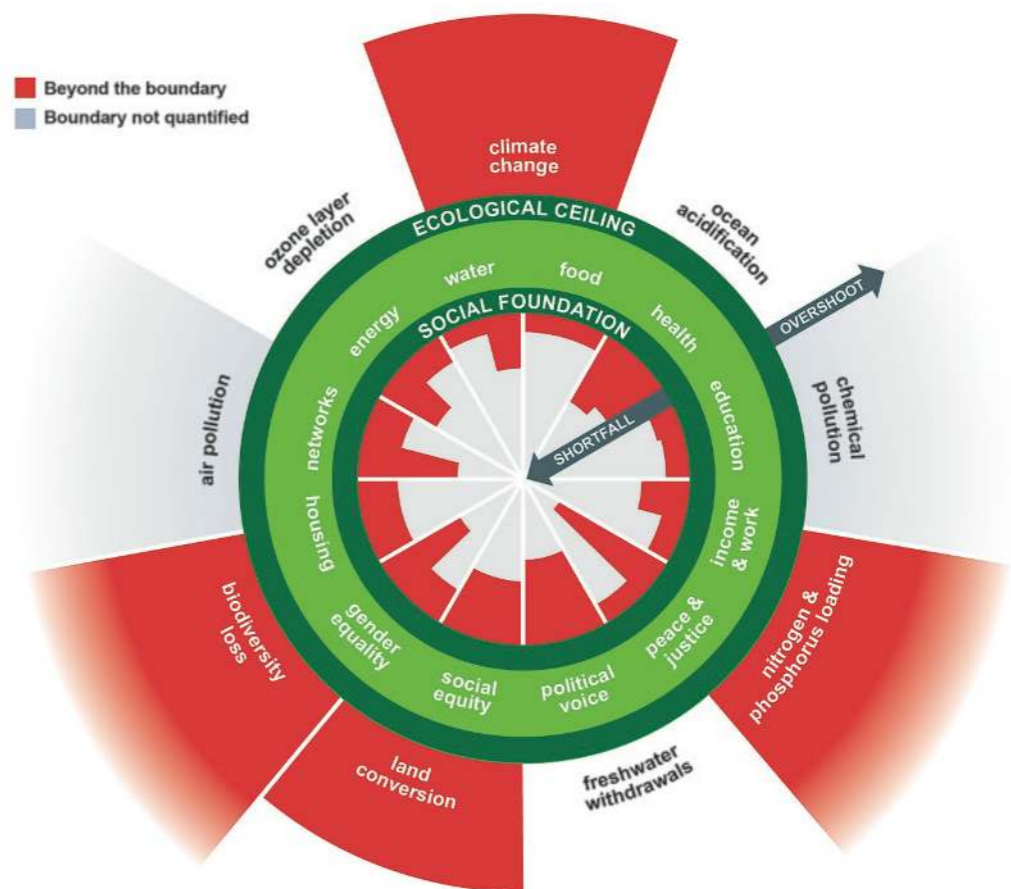 Beyond the boundary
Boundary not quantified
climate
change
ozone layer
depletion
ocean
acidification
ECOLOGICAL CEILING
water
food
energy
health
SOCIAL FOUNDATION
OVERSHOOT
SHORTFALL
air pollution
networks
education
chemical
pollution
housing
income
& work
biodiversity
loss
gender
equality
peace &
justice
nitrogen &
phosphorus loading
social
equity
political
voice
land
conversion
freshwater
withdrawals